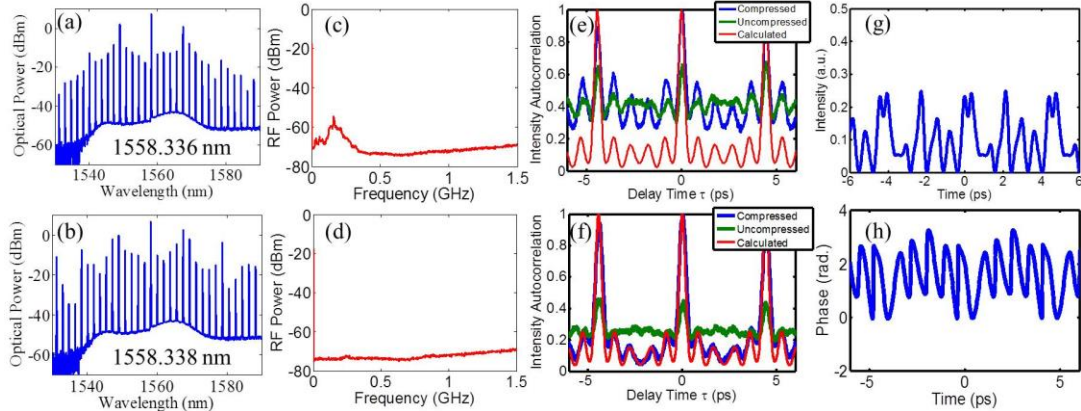 (a)
Optical Power (dBm)
0
-20
-40
-60
1558.336 nm
1540
1560
1580
Wavelength (nm)
(c)
RF Power (dBm)
0
-20
-40
-60
-80
0
0.5
1
1.5
Frequency (GHz)
(e)
Compressed
Uncompressed
Calculated
Intensity Autocorrelation
1
0.8
0.6
0.4
0.2
0
-5
0
5
Delay Time τ (ps)
(g)
Intensity (a.u.)
0.5
0.4
0.3
0.2
0.1
0
-6
-4
-2
0
2
4
6
Time (ps)
(b)
Optical Power (dBm)
0
-20
-40
-60
1558.338 nm
1540
1560
1580
Wavelength (nm)
(d)
RF Power (dBm)
0
-20
-40
-60
-80
0
0.5
1
1.5
Frequency (GHz)
(f)
Compressed
Uncompressed
Calculated
Intensity Autocorrelation
1
0.8
0.6
0.4
0.2
0
-5
0
5
Delay Time τ (ps)
(h)
Phase (rad.)
4
2
0
-2
-5
0
5
Time (ps)